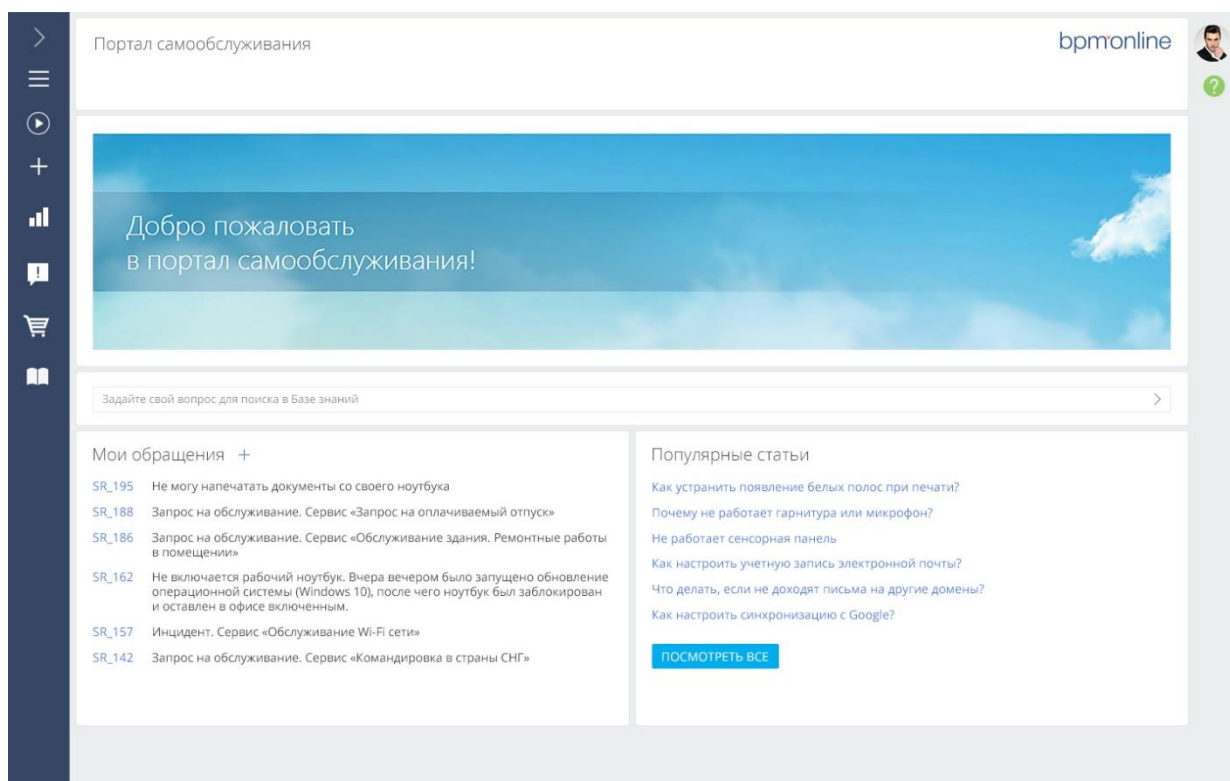 Портал самообслуживания
bpmonline
?
Добро пожаловать
в портал самообслуживания!
!
Задайте свой вопрос для поиска в Базе знаний
Мои обращения +
SR_195 Не могу напечатать документы со своего ноутбука
SR_188 Запрос на обслуживание. Сервис «Запрос на оплачиваемый отпуск»
SR_186 Запрос на обслуживание. Сервис «Обслуживание здания. Ремонтные работы
в помещении»
SR_162 Не включается рабочий ноутбук. Вчера вечером было запущено обновление
операционной системы (Windows 10), после чего ноутбук был заблокирован
и оставлен в офисе включенным.
SR_157 Инцидент. Сервис «Обслуживание Wi-Fi сети»
SR_142 Запрос на обслуживание. Сервис «Командировка в страны СНГ»
Популярные статьи
Как устранить появление белых полос при печати?
Почему не работает гарнитура или микрофон?
Не работает сенсорная панель
Как настроить учетную запись электронной почты?
Что делать, если не доходят письма на другие домены?
Как настроить синхронизацию с Google?
ПОСМОТРЕТЬ ВСЕ